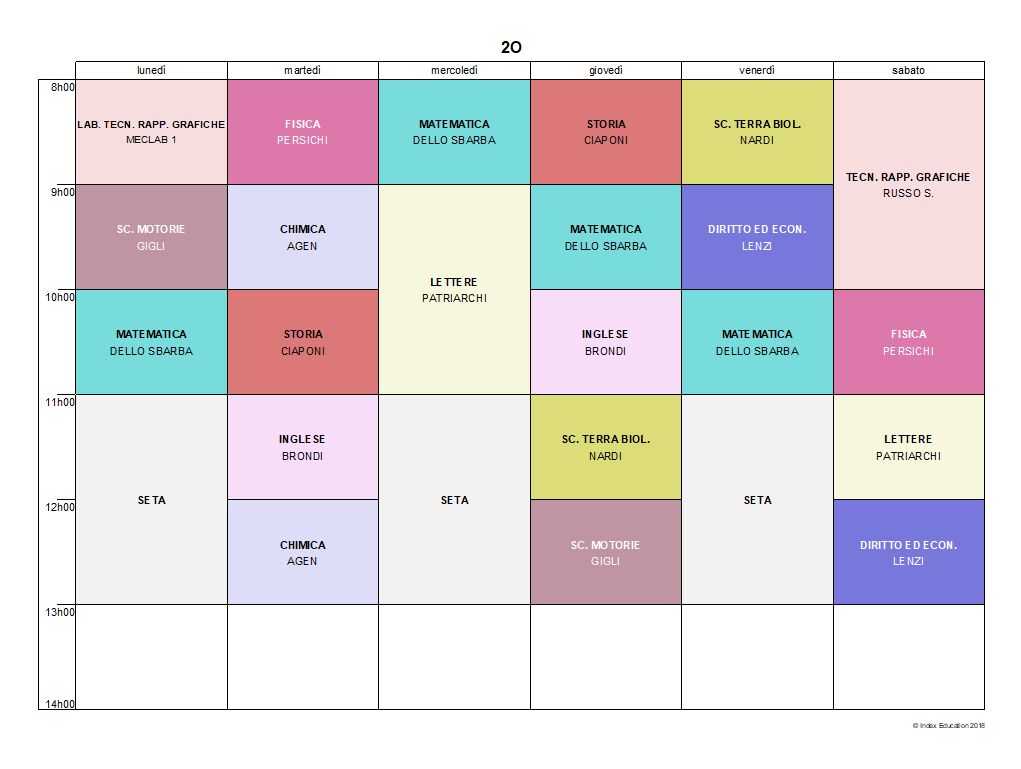 2O
lunedì martedì mercoledì giovedì venerdì sabato
8h00
LAB. TECN. RAPP. GRAFICHE
MECLAB 1
FISICA
PERSICHI
MATEMATICA
DELLO SBARBA
STORIA
CIAPONI
SC. TERRA BIOL.
NARDI
TECN. RAPP. GRAFICHE
RUSSO S.
9h00
SC. MOTORIE
GIGLI
CHIMICA
AGEN
LETTERE
PATRIARCHI
MATEMATICA
DELLO SBARBA
DIRITTO ED ECON.
LENZI
10h00
MATEMATICA
DELLO SBARBA
STORIA
CIAPONI
INGLESE
BRONDI
MATEMATICA
DELLO SBARBA
FISICA
PERSICHI
11h00
SETA
INGLESE
BRONDI
SETA
SC. TERRA BIOL.
NARDI
SETA
LETTERE
PATRIARCHI
12h00
CHIMICA
AGEN
SC. MOTORIE
GIGLI
DIRITTO ED ECON.
LENZI
13h00
14h00
© Index Education 2018